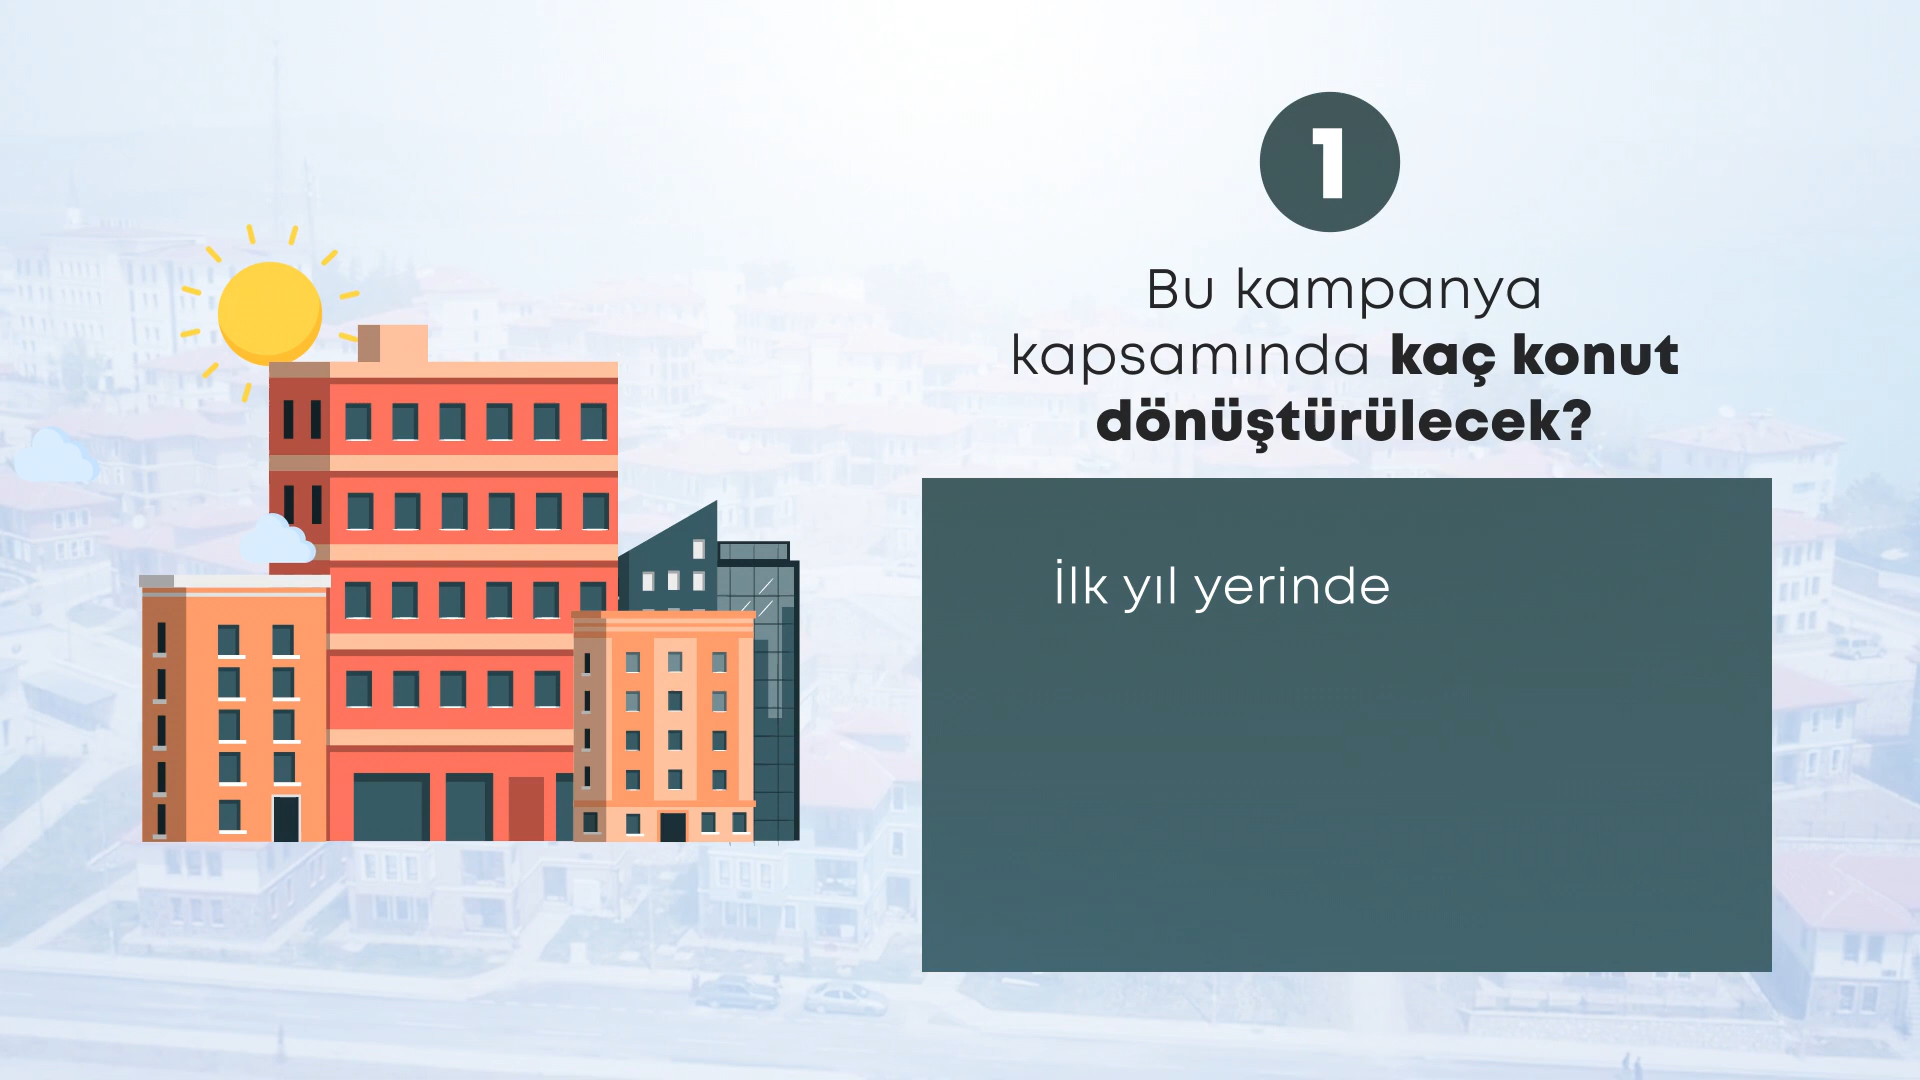 1
Bu kampanya
kapsamında kaç konut
dönüştürülecek?
İlk yıl yerinde